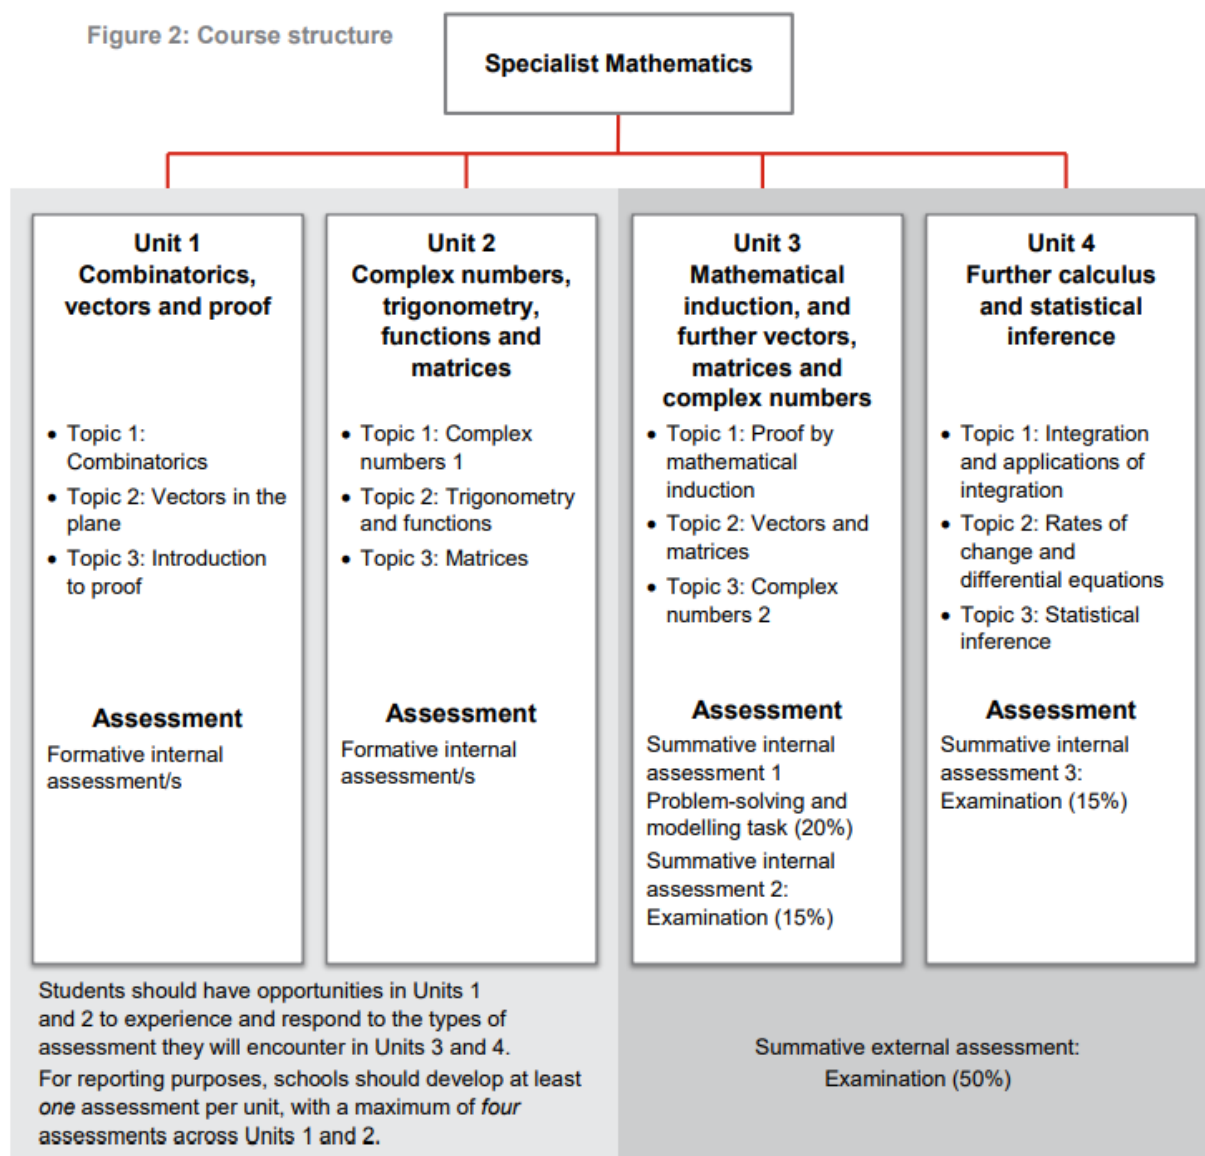 Figure 2: Course structure
Specialist Mathematics
Unit 1
Combinatorics,
vectors and proof
• Topic 1:
Combinatorics
• Topic 2: Vectors in the
plane
• Topic 3: Introduction
to proof
Assessment
Formative internal
assessment/s
Unit 2
Complex numbers,
trigonometry,
functions and
matrices
• Topic 1: Complex
numbers 1
• Topic 2: Trigonometry
and functions
• Topic 3: Matrices
Assessment
Formative internal
assessment/s
Unit 3
Mathematical
induction, and
further vectors,
matrices and
complex numbers
• Topic 1: Proof by
mathematical
induction
• Topic 2: Vectors and
matrices
• Topic 3: Complex
numbers 2
Assessment
Summative internal
assessment 1
Problem-solving and
modelling task (20%)
Summative internal
assessment 2:
Examination (15%)
Unit 4
Further calculus
and statistical
inference
• Topic 1: Integration
and applications of
integration
• Topic 2: Rates of
change and
differential equations
• Topic 3: Statistical
inference
Assessment
Summative internal
assessment 3:
Examination (15%)
Students should have opportunities in Units 1
and 2 to experience and respond to the types of
assessment they will encounter in Units 3 and 4.
For reporting purposes, schools should develop at least
one assessment per unit, with a maximum of four
assessments across Units 1 and 2.
Summative external assessment:
Examination (50%)